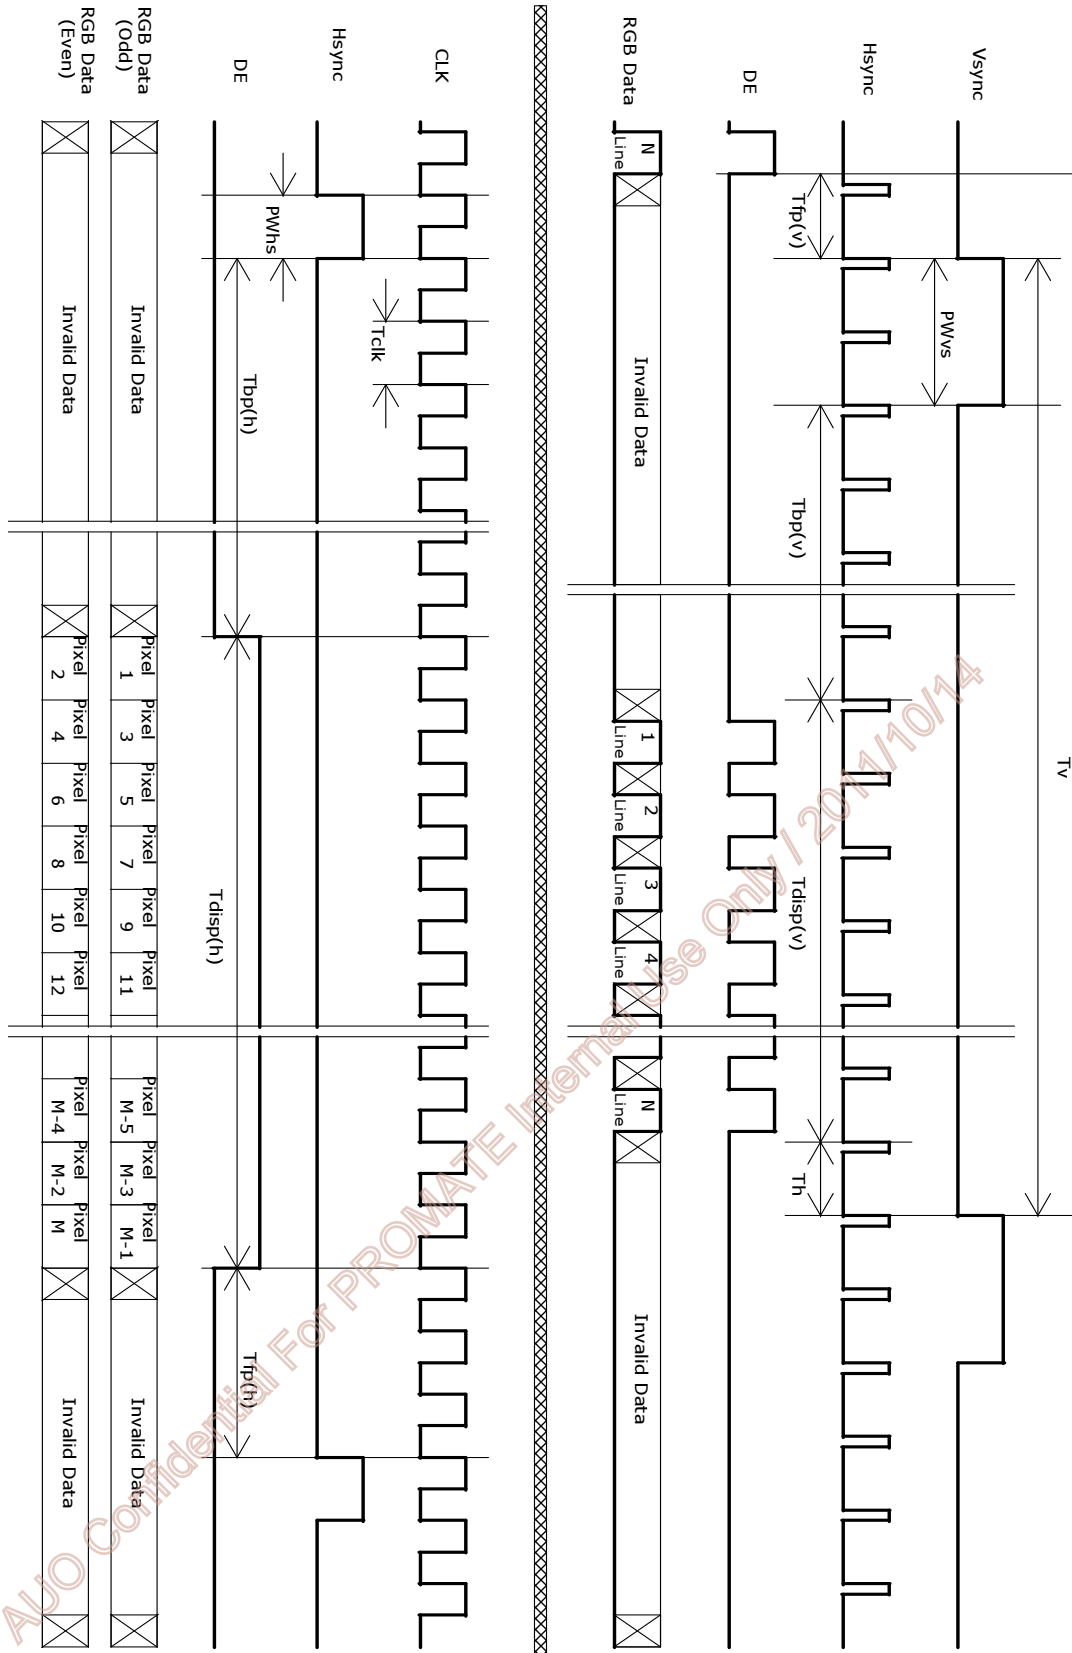 Tv
Vsync
PWvs
Hsync
Tfp(v)
Tbp(v)
Tdisp(v)
Th
DE
RGB Data
N
Line
Invalid Data
1
Line
2
Line
3
Line
4
Line
N
Line
Invalid Data
CLK
Tclk
Hsync
PWhs
DE
Tbp(h)
Tdisp(h)
Tfp(h)
RGB Data
(Odd)
Invalid Data
Pixel Pixel Pixel Pixel Pixel Pixel Pixel Pixel Pixel
1 3 5 7 9 11 M-5 M-3 M-1
Invalid Data
RGB Data
(Even)
Invalid Data
Pixel Pixel Pixel Pixel Pixel Pixel Pixel Pixel Pixel
2 4 6 8 10 12 M-4 M-2 M
Invalid Data
AUO Confidential For PROMATE Internal Use Only / 2011/10/14